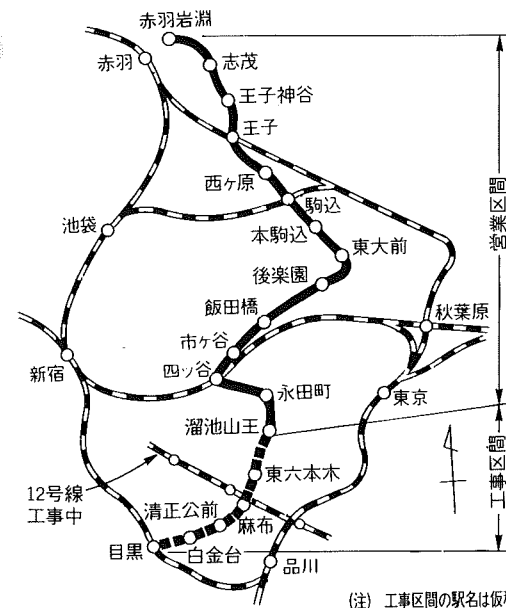 赤羽岩淵
赤羽
志茂
王子神谷
王子
西ヶ原
駒込
池袋
本駒込
東大前
営業区間
後楽園
飯田橋
秋葉原
市ヶ谷
新宿
四ッ谷
永田町
東京
溜池山王
工事区間
12号線
工事中
東六本木
清正公前
麻布
目黒
白金台
品川
(注) 工事区間の駅名は仮